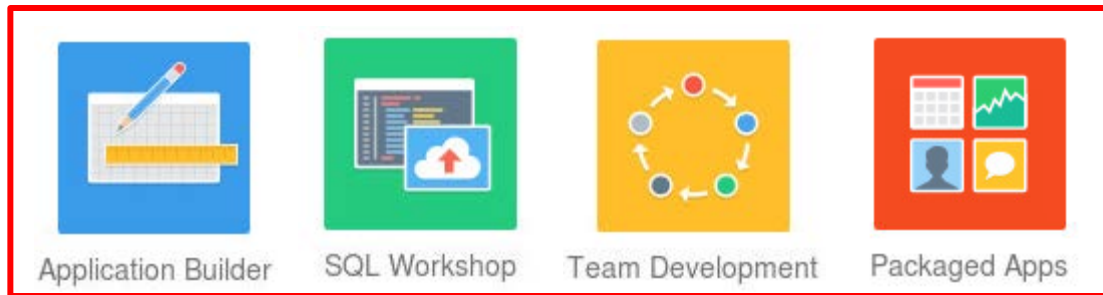 Application Builder
SQL Workshop
Team Development
Packaged Apps